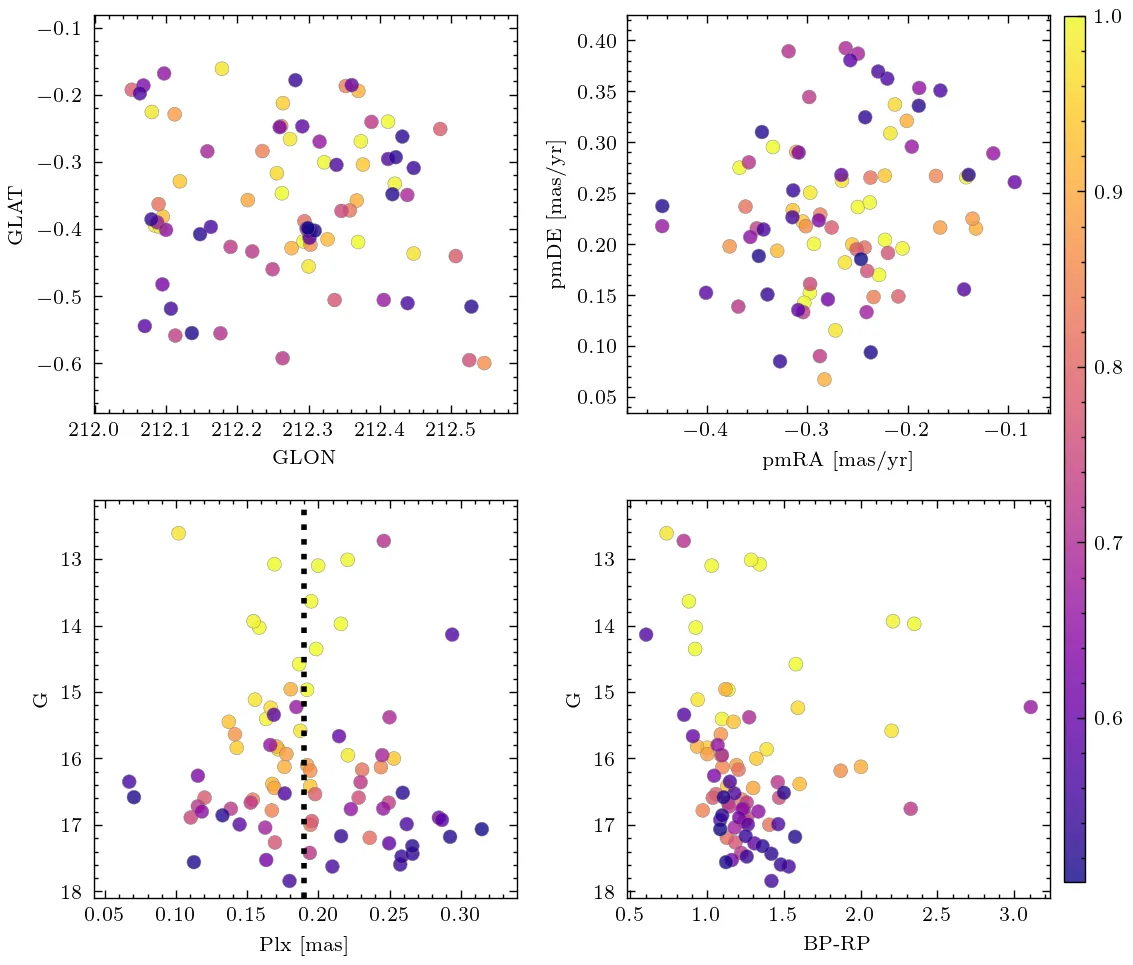 −0.1
−0.2
−0.3
−0.4
−0.5
−0.6
GLAT
212.0 212.1 212.2 212.3 212.4 212.5
GLON
0.40
0.35
0.30
0.25
0.20
0.15
0.10
0.05
pmDE [mas/yr]
−0.4 −0.3 −0.2 −0.1
pmRA [mas/yr]
1.0
0.9
0.8
0.7
0.6
13
14
15
16
17
18
G
0.05 0.10 0.15 0.20 0.25 0.30
Plx [mas]
13
14
15
16
17
18
G
0.5 1.0 1.5 2.0 2.5 3.0
BP-RP